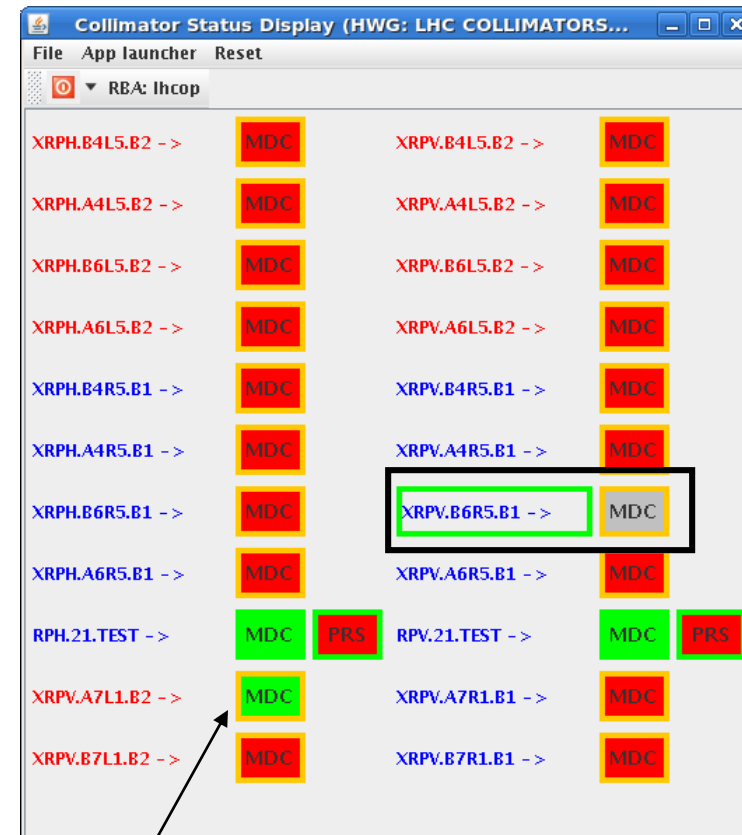 Collimator Status Display (HWG: LHC COLLIMATORS...
File App launcher Reset
RBA: lhcop
XRPH.B4L5.B2 -> MDC XRPV.B4L5.B2 -> MDC
XRPH.A4L5.B2 -> MDC XRPV.A4L5.B2 -> MDC
XRPH.B6L5.B2 -> MDC XRPV.B6L5.B2 -> MDC
XRPH.A6L5.B2 -> MDC XRPV.A6L5.B2 -> MDC
XRPH.B4R5.B1 -> MDC XRPV.B4R5.B1 -> MDC
XRPH.A4R5.B1 -> MDC XRPV.A4R5.B1 -> MDC
XRPH.B6R5.B1 -> MDC XRPV.B6R5.B1 -> MDC
XRPH.A6R5.B1 -> MDC XRPV.A6R5.B1 -> MDC
RPH.21.TEST -> MDC PRS RPV.21.TEST -> MDC PRS
XRPV.A7L1.B2 -> MDC XRPV.A7R1.B1 -> MDC
XRPV.B7L1.B2 -> MDC XRPV.B7R1.B1 -> MDC